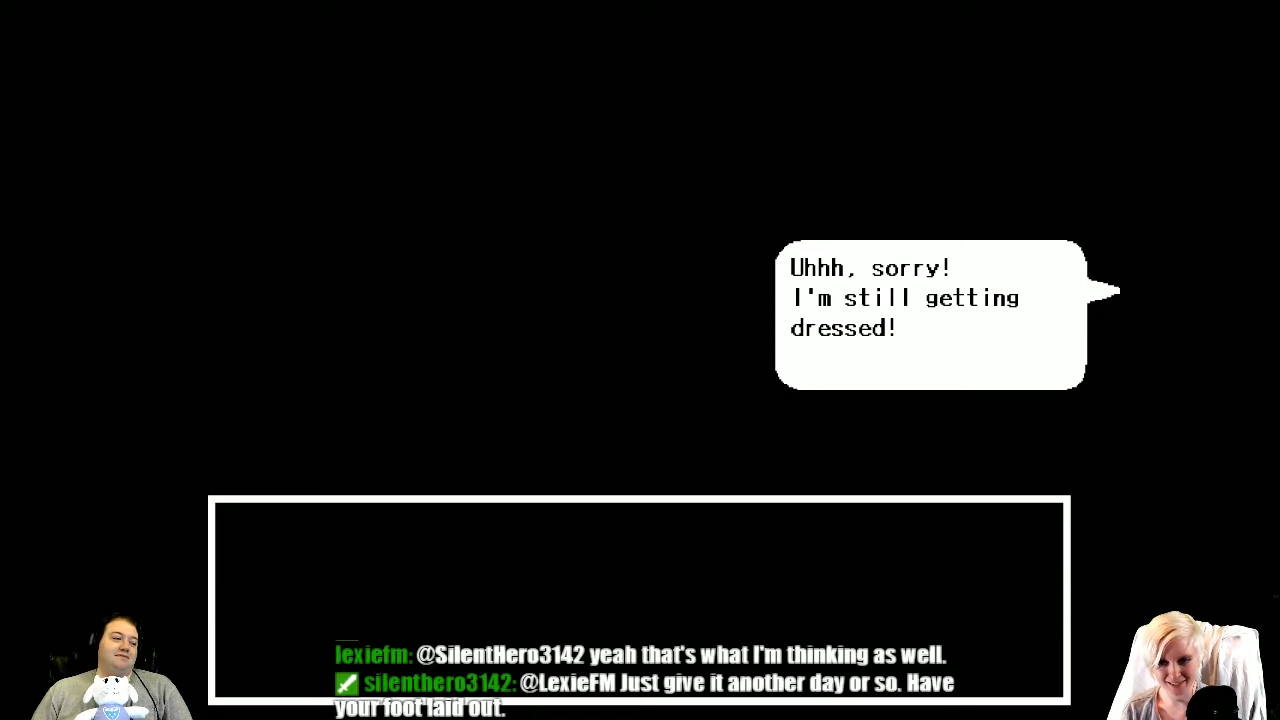 Uhhh, sorry!
I'm still getting
dressed!
lexiefm: @SilentHero3142 yeah that's what I'm thinking as well.
silenthero3142: @LexieFM Just give it another day or so. Have
your foot laid out.